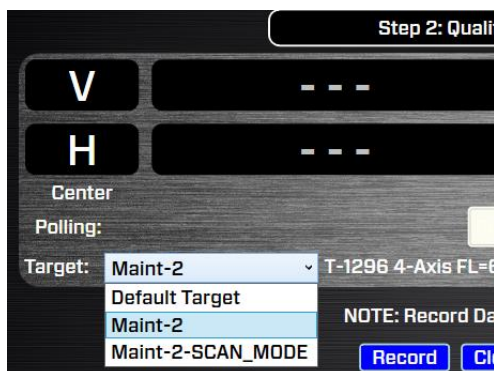 Step 2: Quali
V
- - -
H
- - -
Center
Polling:
Target: Maint-2 T-1296 4-Axis FL=6
Default Target
Maint-2
NOTE: Record Da
Maint-2-SCAN_MODE
Record Cl